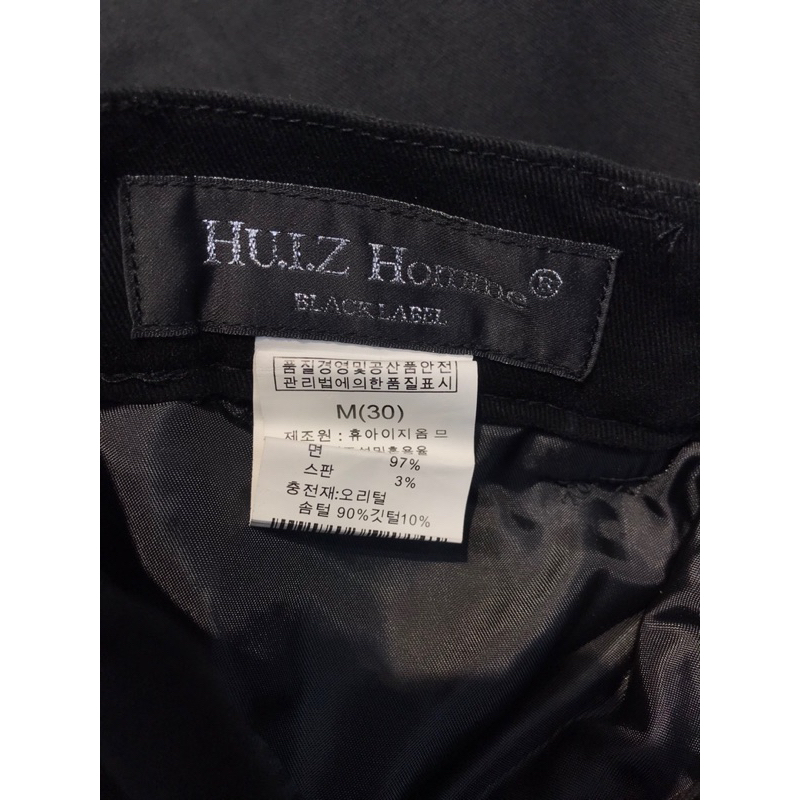 HU.I.Z Homme®
BLACK LABEL
품질경영및공산품안전
관리법에의한품질표시
M(30)
제조원 : 휴아이지옴므
면 97%
스판 3%
충전재:오리털
솜털 90%깃털10%